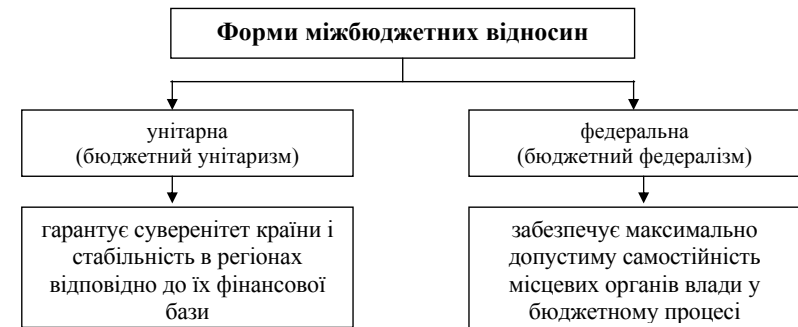 Форми міжбюджетних відносин
унітарна
(бюджетний унітаризм)
федеральна
(бюджетний федералізм)
гарантує суверенітет країни і
стабільність в регіонах
відповідно до їх фінансової
бази
забезпечує максимально
допустиму самостійність
місцевих органів влади у
бюджетному процесі